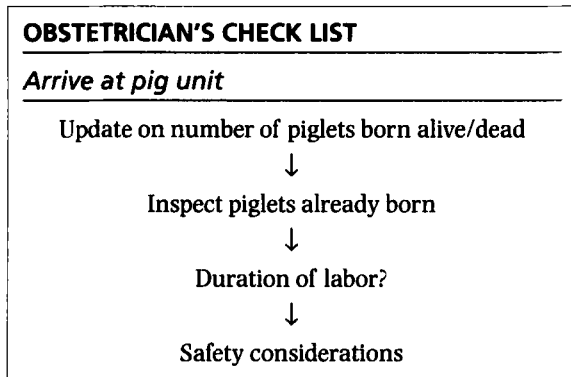 OBSTETRICIAN'S CHECK LIST
Arrive at pig unit
Update on number of piglets born alive/dead
↓
Inspect piglets already born
↓
Duration of labor?
↓
Safety considerations